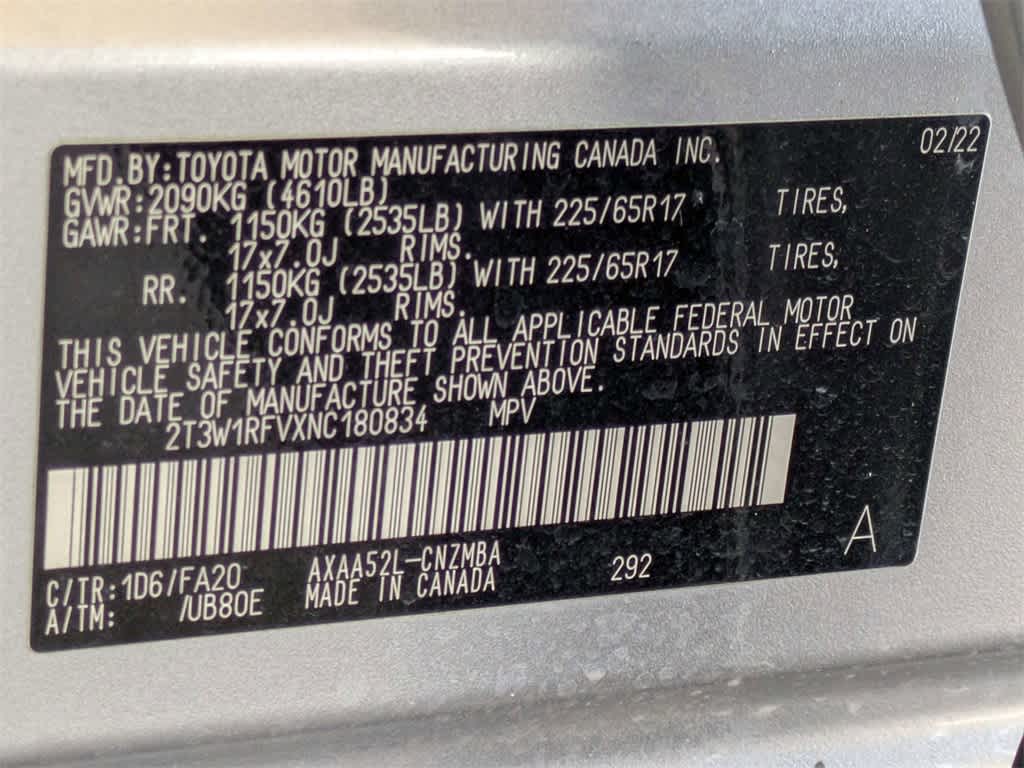 02/22
MFD.BY:TOYOTA MOTOR MANUFACTURING CANADA INC.
GVWR:2090KG (4610LB)
GAWR:FRT. 1150KG (2535LB) WITH 225/65R17 TIRES,
17x7.0J RIMS.
RR. 1150KG (2535LB) WITH 225/65R17 TIRES,
17x7.0J RIMS.
THIS VEHICLE CONFORMS TO ALL APPLICABLE FEDERAL MOTOR
VEHICLE SAFETY AND THEFT PREVENTION STANDARDS IN EFFECT ON
THE DATE OF MANUFACTURE SHOWN ABOVE.
2T3W1RFVXNC180834 MPV
A
C/TR:1D6/FA20 AXAA52L-CNZMBA 292
A/TM: /UB80E MADE IN CANADA